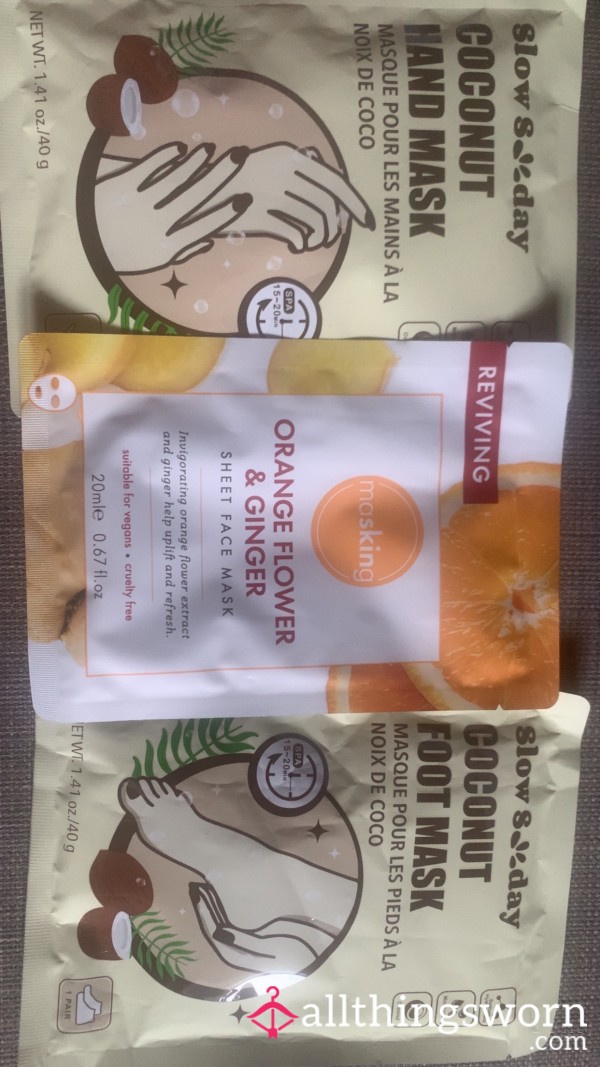 Slow Sunday
COCONUT
HAND MASK
MASQUE POUR LES MAINS À LA
NOIX DE COCO
SPA
15~20min
NET WT. 1.41 oz./40 g
REVIVING
masking
ORANGE FLOWER
& GINGER
SHEET FACE MASK
Invigorating orange flower extract
and ginger help uplift and refresh.
suitable for vegans • cruelty free
20ml℮ 0.67 fl.oz
Slow Sunday
COCONUT
FOOT MASK
MASQUE POUR LES PIEDS À LA
NOIX DE COCO
SPA
15~20min
ET WT. 1.41 oz./40 g
1 PAIR
allthingsworn
.com